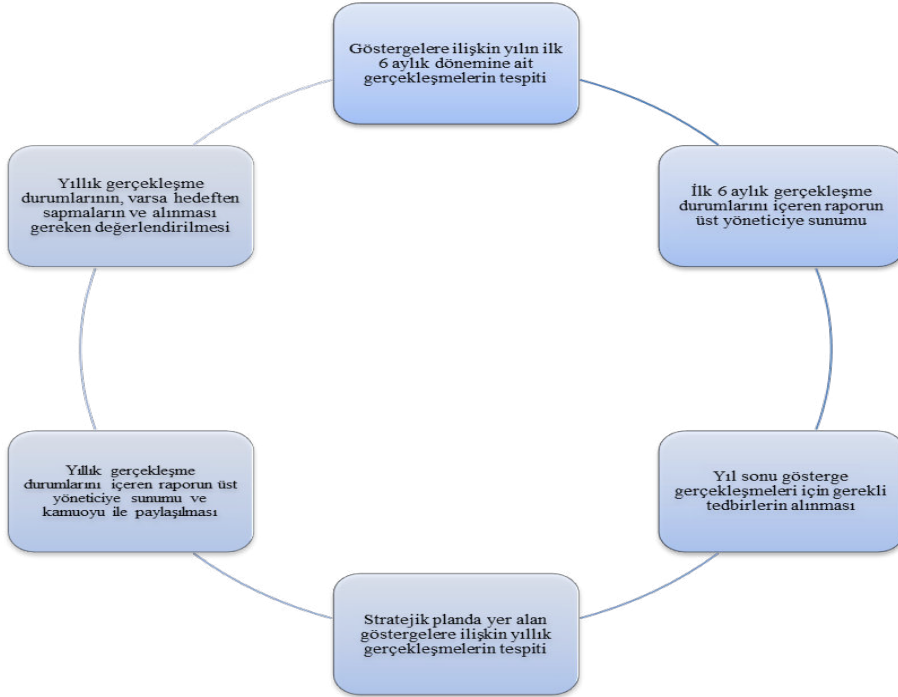 Göstergelere ilişkin yılın ilk
6 aylık dönemine ait
gerçekleşmelerin tespiti
İlk 6 aylık gerçekleşme
durumlarını içeren raporun
üst yöneticiye sunumu
Yıl sonu gösterge
gerçekleşmeleri için gerekli
tedbirlerin alınması
Stratejik planda yer alan
göstergelere ilişkin yıllık
gerçekleşmelerin tespiti
Yıllık gerçekleşme
durumlarını içeren raporun üst
yöneticiye sunumu ve
kamuoyu ile paylaşılması
Yıllık gerçekleşme
durumlarının, varsa hedeften
sapmaların ve alınması
gereken değerlendirilmesi